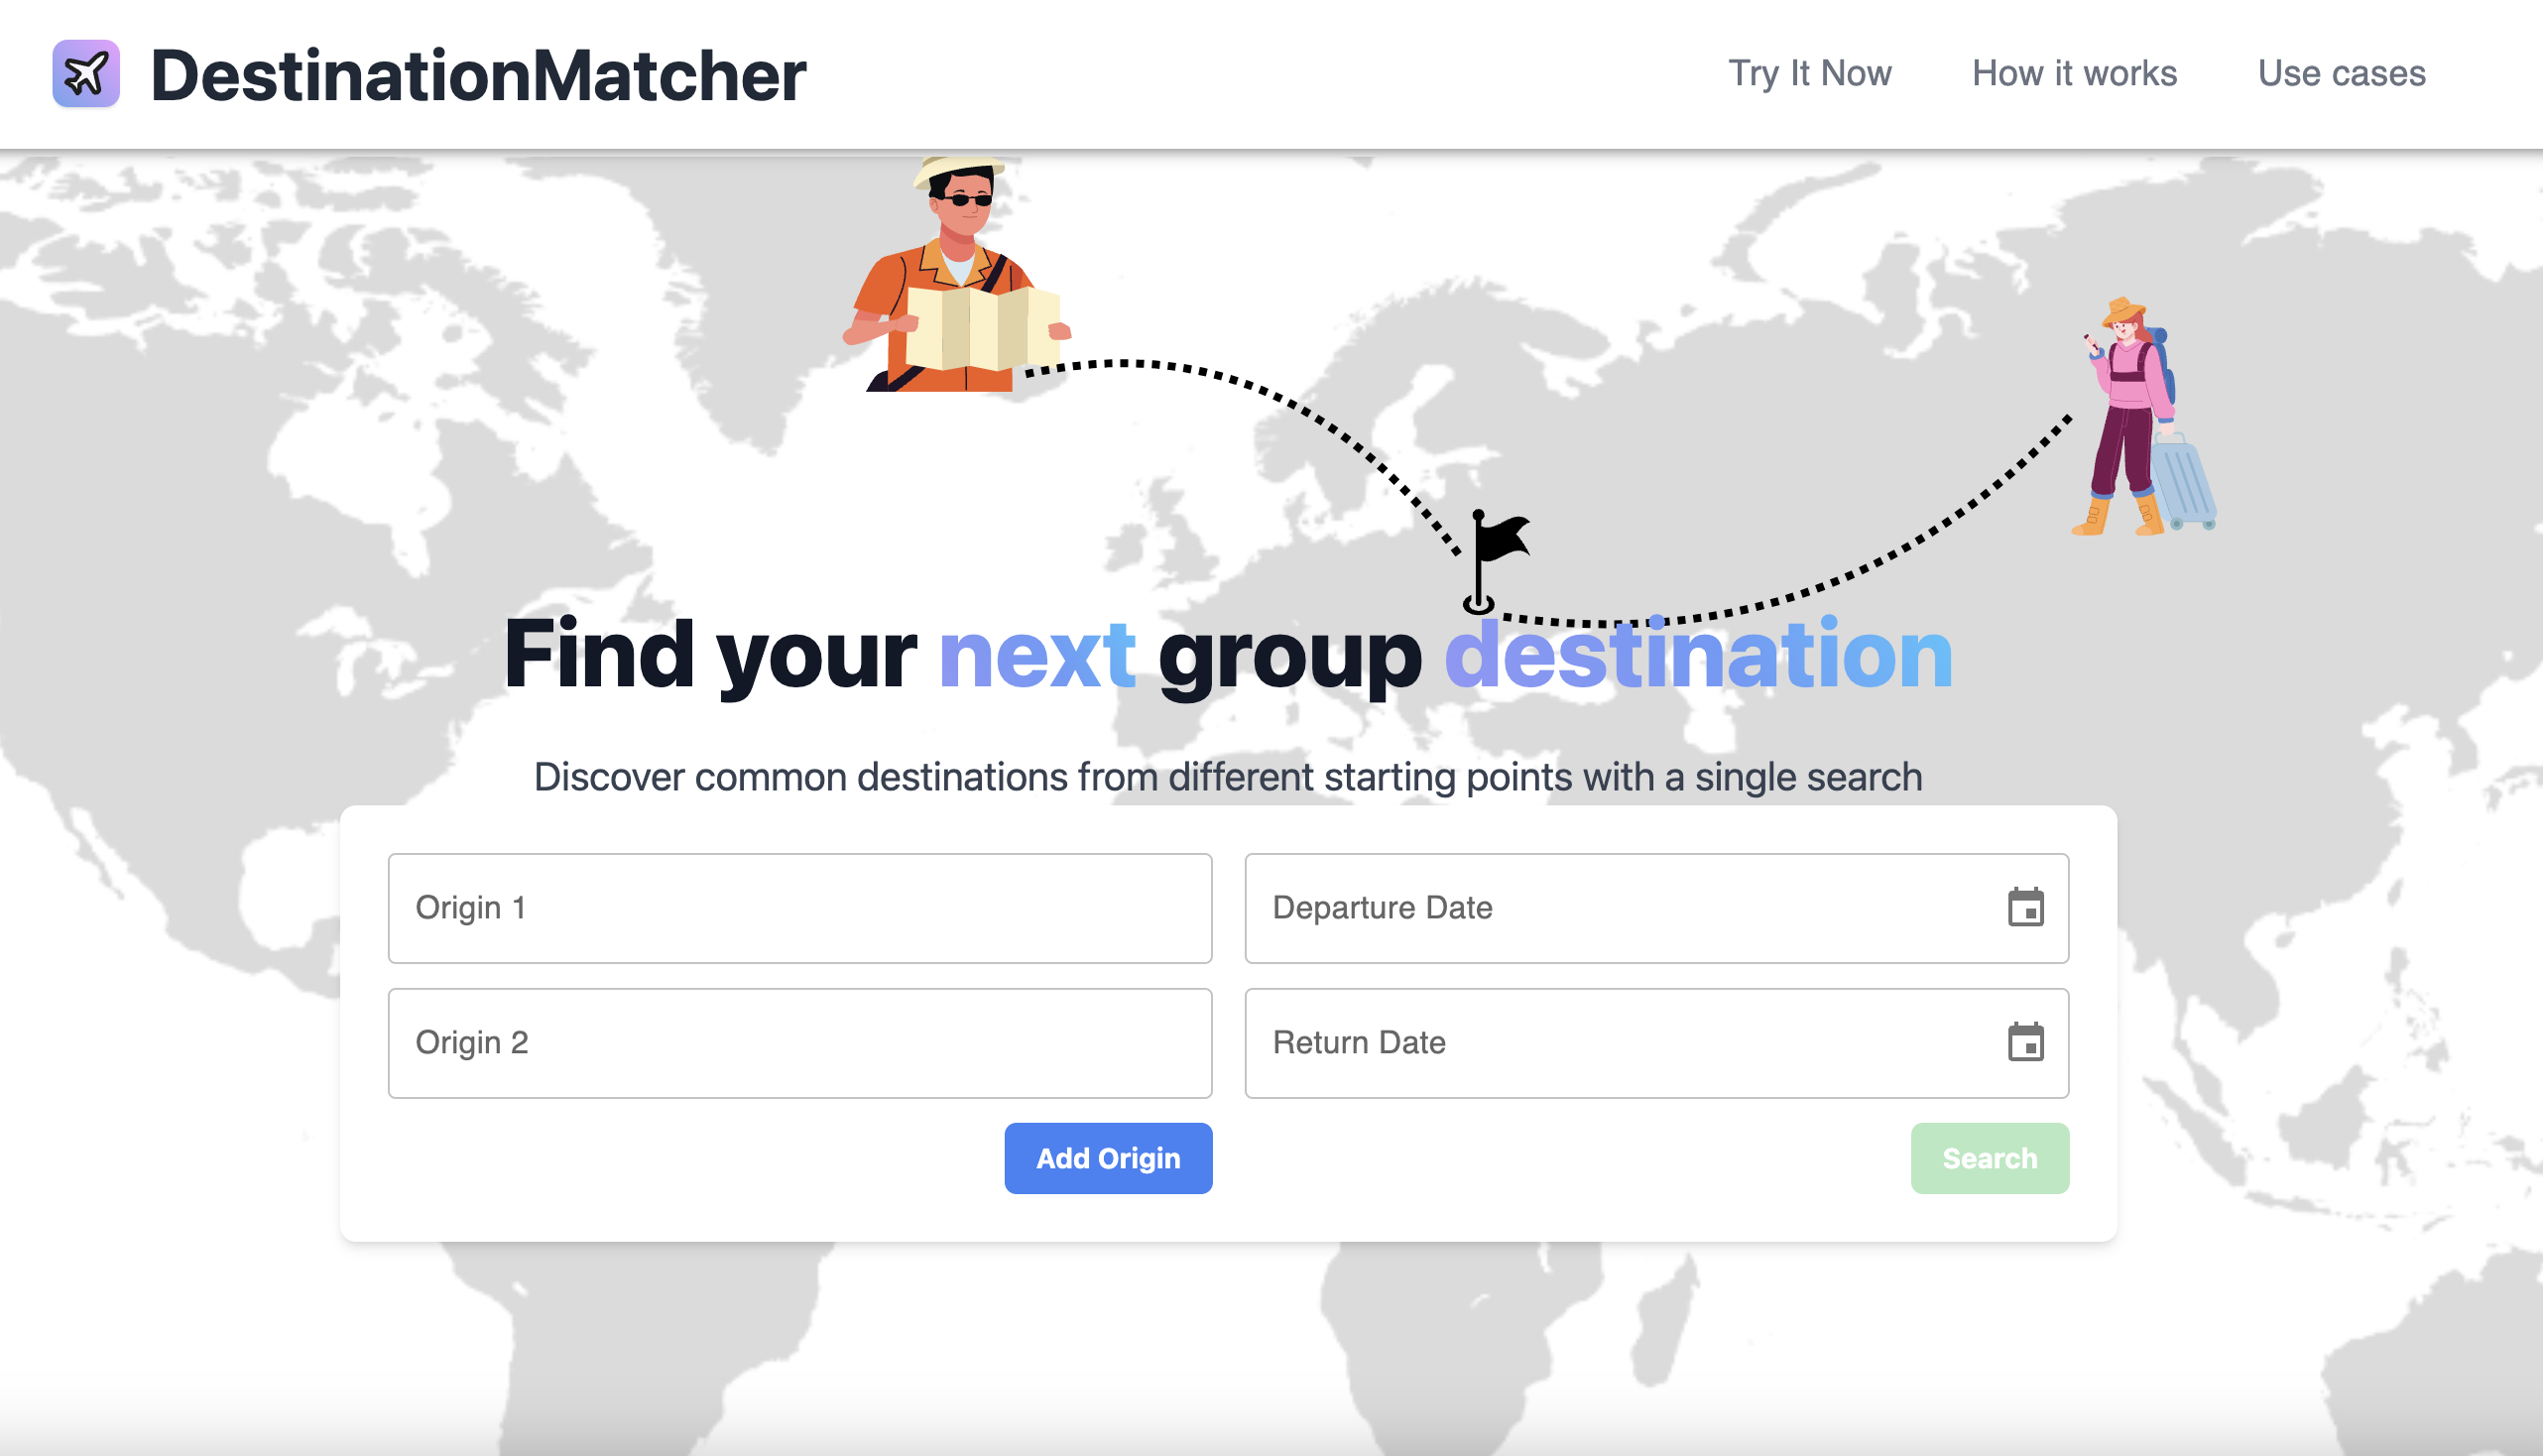 DestinationMatcher
Try It Now
How it works
Use cases
Find your next group destination
Discover common destinations from different starting points with a single search
Origin 1
Departure Date
Origin 2
Return Date
Add Origin
Search